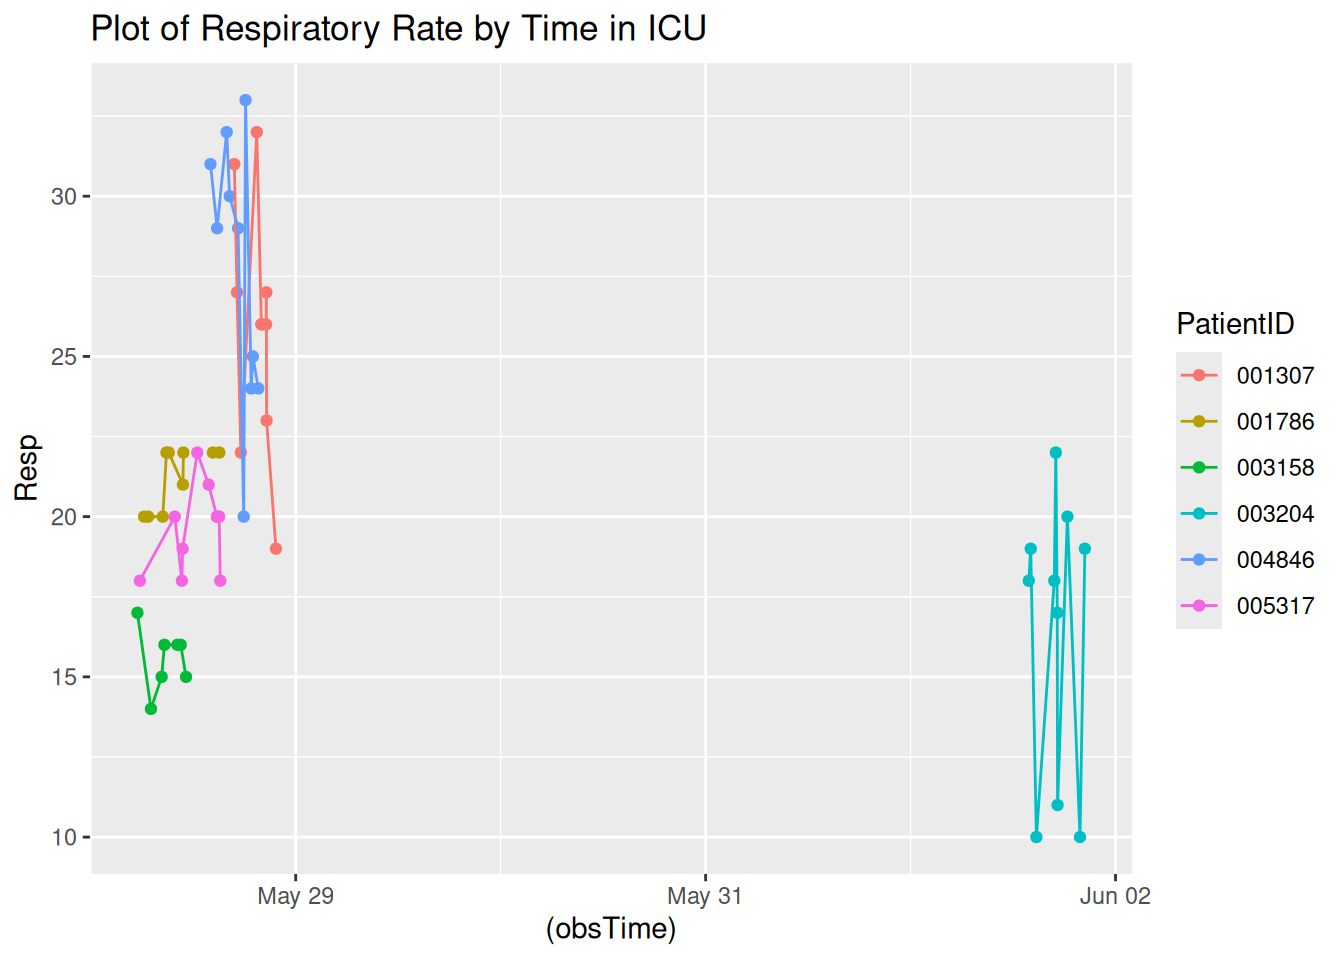 Plot of Respiratory Rate by Time in ICU
Resp
30
25
20
15
10
May 29
May 31
Jun 02
(obsTime)
PatientID
001307
001786
003158
003204
004846
005317